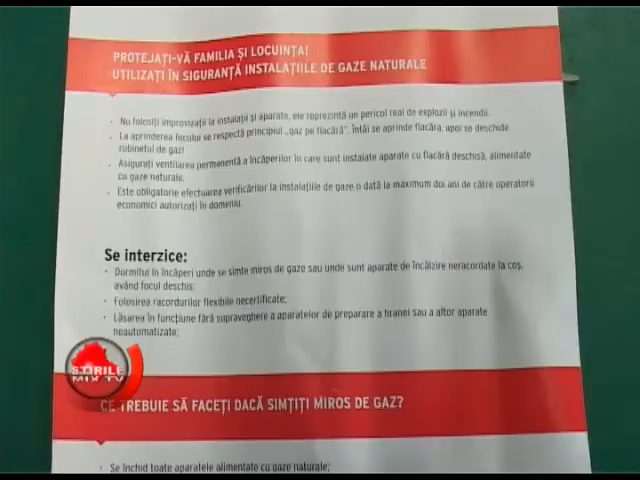 PROTEJAȚI-VĂ FAMILIA ȘI LOCUINȚA!
UTILIZAȚI ÎN SIGURANȚĂ INSTALAȚIILE DE GAZE NATURALE
· Nu folosiți improvizații la instalații și aparate, ele reprezintă un pericol real de explozii și incendii.
· La aprinderea focului se respectă principiul „gaz pe flacără”. Întâi se aprinde flacăra, apoi se deschide
robinetul de gaz!
· Asigurați ventilarea permanentă a încăperilor în care sunt instalate aparate cu flacără deschisă, alimentate
cu gaze naturale.
· Este obligatorie efectuarea verificărilor la instalațiile de gaze o dată la maximum doi ani de către operatorii
economici autorizați în domeniu.
Se interzice:
· Dormitul în încăperi unde se simte miros de gaze sau unde sunt aparate de încălzire neracordate la coș,
având focul deschis;
· Folosirea racordurilor flexibile necertificate;
· Lăsarea în funcțiune fără supraveghere a aparatelor de preparare a hranei sau a altor aparate
neautomatizate;
ȘTIRILE
MIX TV
CE TREBUIE SĂ FACEȚI DACĂ SIMȚIȚI MIROS DE GAZ?
· Se închid toate aparatele alimentate cu gaze naturale;